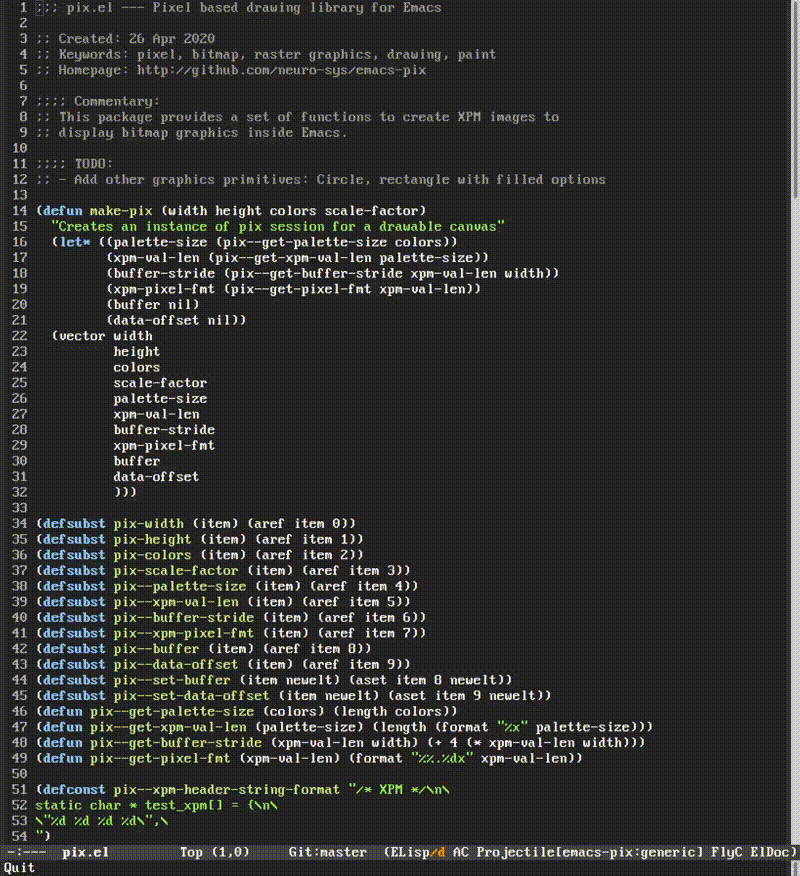 1 ;;; pix.el --- Pixel based drawing library for Emacs
2
3 ;; Created: 26 Apr 2020
4 ;; Keywords: pixel, bitmap, raster graphics, drawing, paint
5 ;; Homepage: http://github.com/neuro-sys/emacs-pix
6
7 ;;;; Commentary:
8 ;; This package provides a set of functions to create XPM images to
9 ;; display bitmap graphics inside Emacs.
10
11 ;;;; TODO:
12 ;; - Add other graphics primitives: Circle, rectangle with filled options
13
14 (defun make-pix (width height colors scale-factor)
15   "Creates an instance of pix session for a drawable canvas"
16   (let* ((palette-size (pix--get-palette-size colors))
17          (xpm-val-len (pix--get-xpm-val-len palette-size))
18          (buffer-stride (pix--get-buffer-stride xpm-val-len width))
19          (xpm-pixel-fmt (pix--get-pixel-fmt xpm-val-len))
20          (buffer nil)
21          (data-offset nil))
22   (vector width
23           height
24           colors
25           scale-factor
26           palette-size
27           xpm-val-len
28           buffer-stride
29           xpm-pixel-fmt
30           buffer
31           data-offset
32           )))
33
34 (defsubst pix-width (item) (aref item 0))
35 (defsubst pix-height (item) (aref item 1))
36 (defsubst pix-colors (item) (aref item 2))
37 (defsubst pix-scale-factor (item) (aref item 3))
38 (defsubst pix--palette-size (item) (aref item 4))
39 (defsubst pix--xpm-val-len (item) (aref item 5))
40 (defsubst pix--buffer-stride (item) (aref item 6))
41 (defsubst pix--xpm-pixel-fmt (item) (aref item 7))
42 (defsubst pix--buffer (item) (aref item 8))
43 (defsubst pix--data-offset (item) (aref item 9))
44 (defsubst pix--set-buffer (item newelt) (aset item 8 newelt))
45 (defsubst pix--set-data-offset (item newelt) (aset item 9 newelt))
46 (defun pix--get-palette-size (colors) (length colors))
47 (defun pix--get-xpm-val-len (palette-size) (length (format "%x" palette-size)))
48 (defun pix--get-buffer-stride (xpm-val-len width) (+ 4 (* xpm-val-len width)))
49 (defun pix--get-pixel-fmt (xpm-val-len) (format "%%.%dx" xpm-val-len))
50
51 (defconst pix--xpm-header-string-format "/* XPM */\n\
52 static char * test_xpm[] = {\n\
53 \"%d %d %d %d\",\
54 ")
-:---  pix.el         Top (1,0)     Git:master  (ELisp/d AC Projectile[emacs-pix:generic] FlyC ElDoc)
Quit